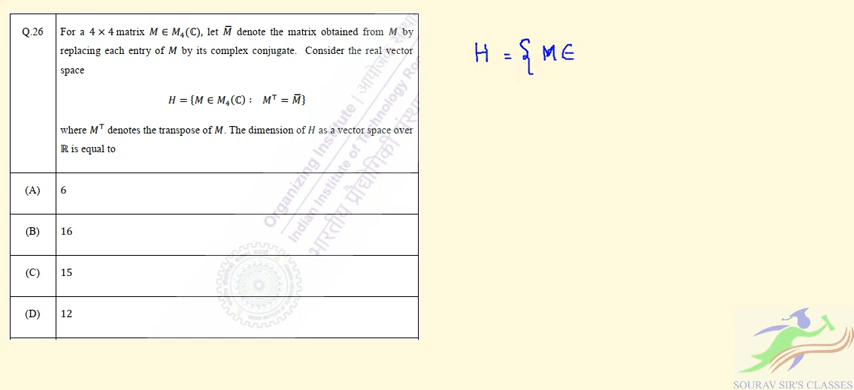 Q.26 For a 4 × 4 matrix M ∈ M₄(ℂ), let M̅ denote the matrix obtained from M by
replacing each entry of M by its complex conjugate. Consider the real vector
space
H = {M ∈ M₄(ℂ) : Mᵀ = M̅}
where Mᵀ denotes the transpose of M. The dimension of H as a vector space over
ℝ is equal to
(A) 6
(B) 16
(C) 15
(D) 12
H = { M ∈
Organizing Institute
Indian Institute of Technology
भारतीय प्रौद्योगिकी
SOURAV SIR'S CLASSES